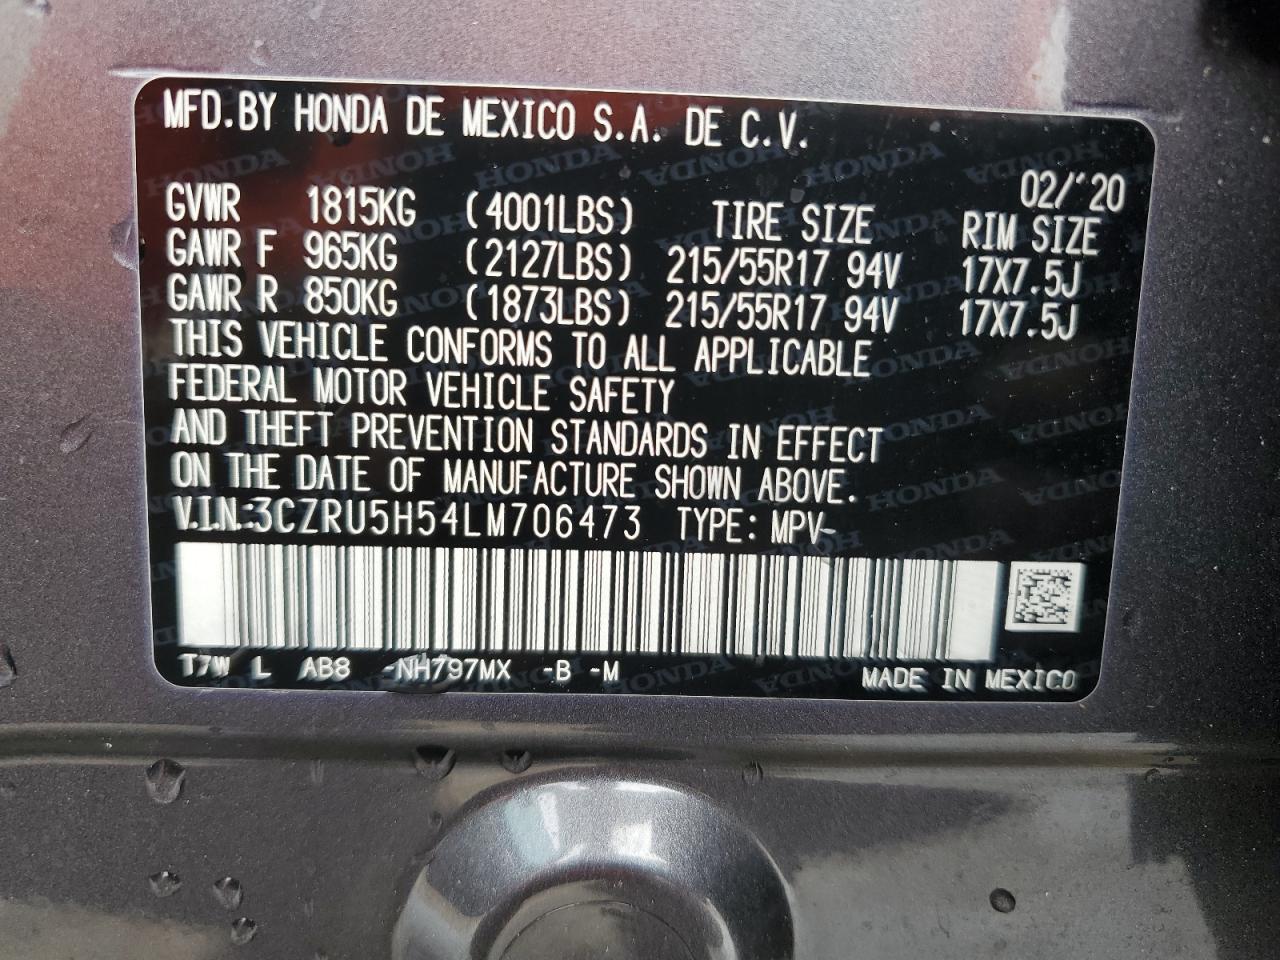 MFD.BY HONDA DE MEXICO S.A. DE C.V.
02/'20
GVWR 1815KG (4001LBS) TIRE SIZE RIM SIZE
GAWR F 965KG (2127LBS) 215/55R17 94V 17X7.5J
GAWR R 850KG (1873LBS) 215/55R17 94V 17X7.5J
THIS VEHICLE CONFORMS TO ALL APPLICABLE
FEDERAL MOTOR VEHICLE SAFETY
AND THEFT PREVENTION STANDARDS IN EFFECT
ON THE DATE OF MANUFACTURE SHOWN ABOVE.
V.I.N.:3CZRU5H54LM706473 TYPE: MPV-
T7W L AB8 -NH797MX -B -M MADE IN MEXICO